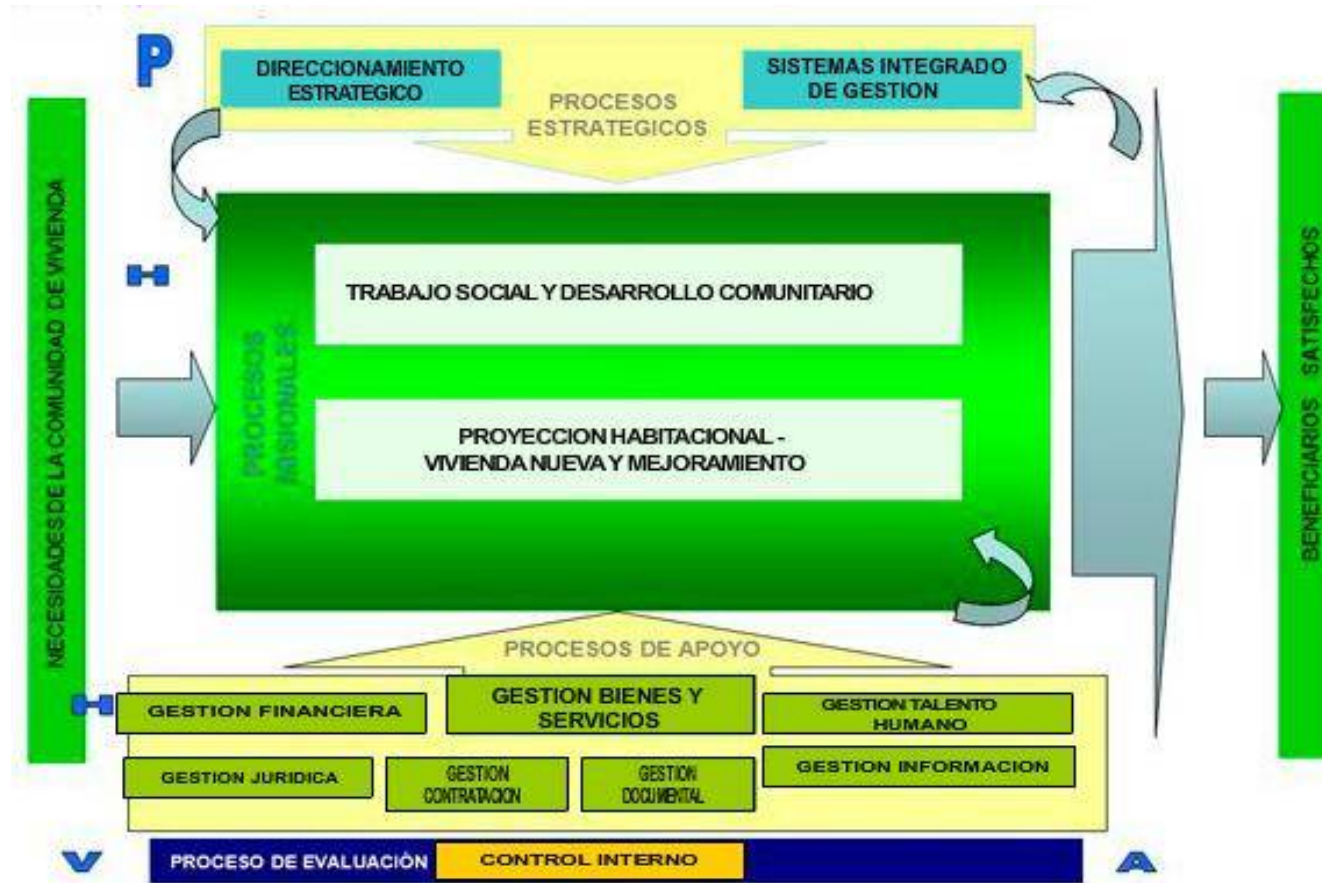 P
DIRECCIONAMIENTO
ESTRATEGICO
SISTEMAS INTEGRADO
DE GESTION
PROCESOS
ESTRATEGICOS
NECESIDADES DE LA COMUNIDAD DE VIVIENDA
H
PROCESOS
MISIONALES
TRABAJO SOCIAL Y DESARROLLO COMUNITARIO
PROYECCION HABITACIONAL -
VIVIENDA NUEVA Y MEJORAMIENTO
BENEFICIARIOS SATISFECHOS
PROCESOS DE APOYO
H
GESTION FINANCIERA
GESTION BIENES Y
SERVICIOS
GESTION TALENTO
HUMANO
GESTION JURIDICA
GESTION
CONTRATACION
GESTION
DOCUMENTAL
GESTION INFORMACION
V
PROCESO DE EVALUACIÓN
CONTROL INTERNO
A